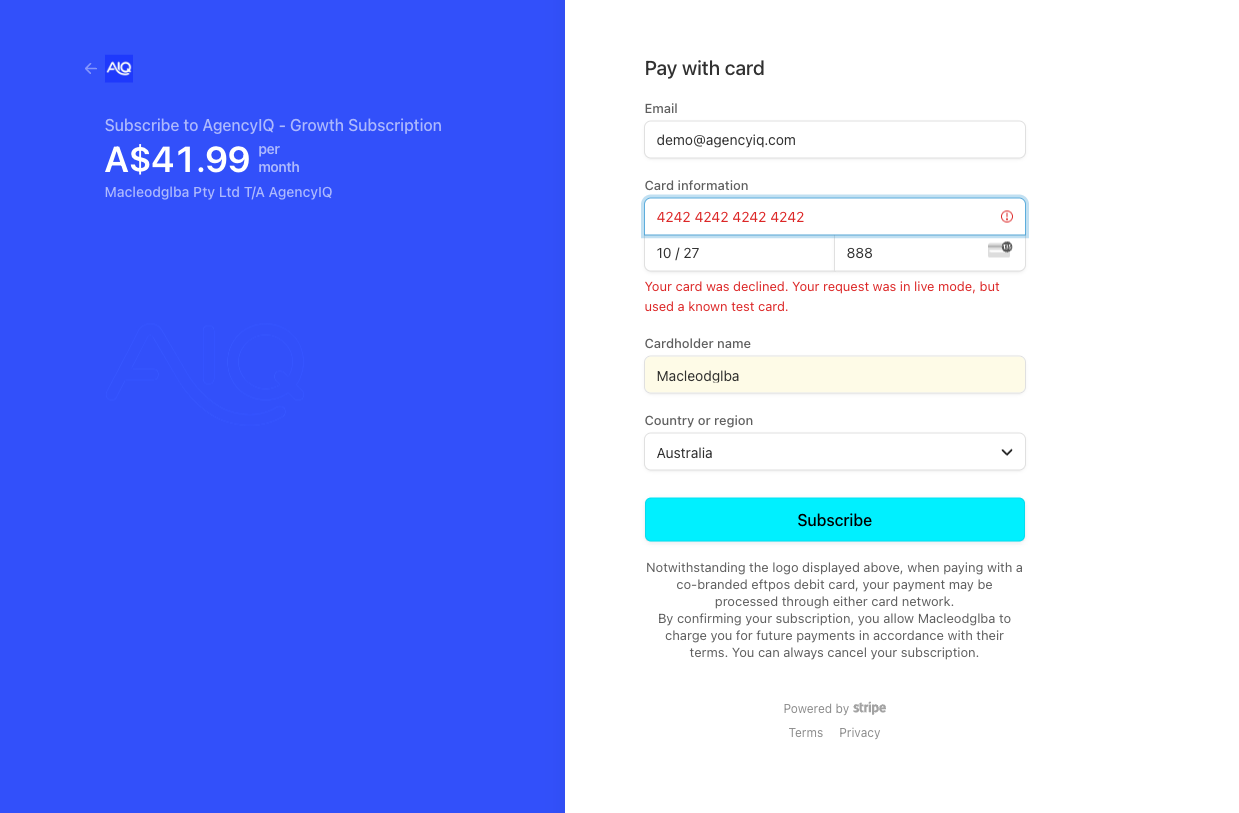 AIQ
Subscribe to AgencyIQ - Growth Subscription
A$41.99 per
month
Macleodglba Pty Ltd T/A AgencyIQ
AIQ
Pay with card
Email
demo@agencyiq.com
Card information
4242 4242 4242 4242
10 / 27
888
Your card was declined. Your request was in live mode, but
used a known test card.
Cardholder name
Macleodglba
Country or region
Australia
Subscribe
Notwithstanding the logo displayed above, when paying with a
co-branded eftpos debit card, your payment may be
processed through either card network.
By confirming your subscription, you allow Macleodglba to
charge you for future payments in accordance with their
terms. You can always cancel your subscription.
Powered by stripe
Terms Privacy